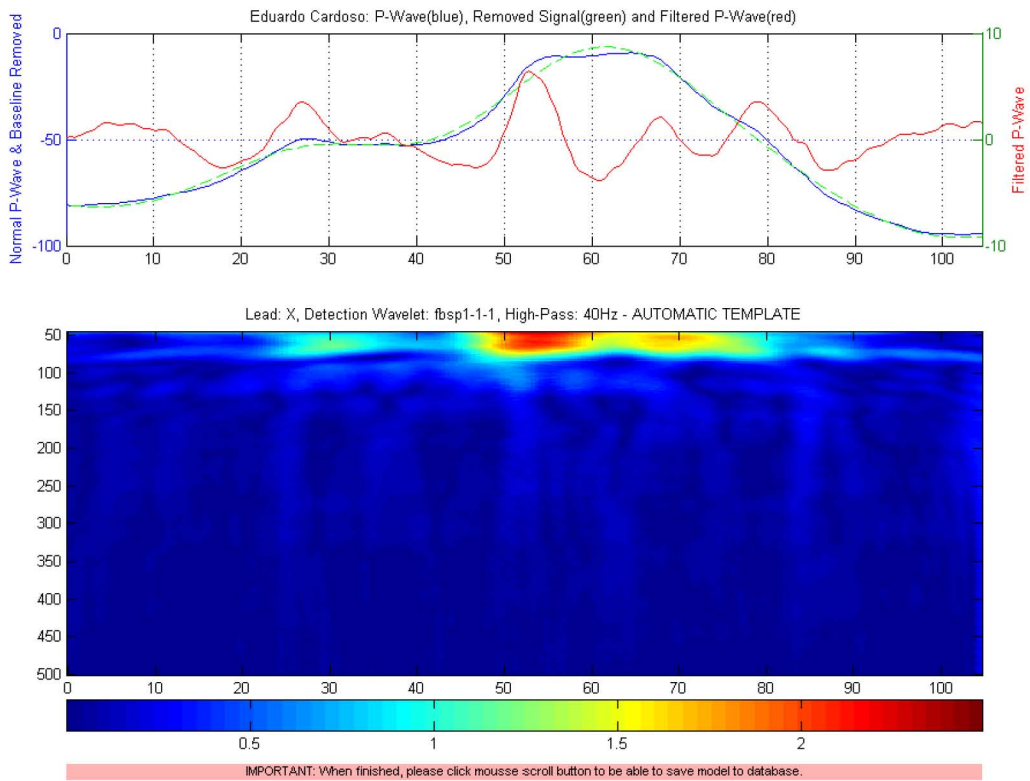 Eduardo Cardoso: P-Wave(blue), Removed Signal(green) and Filtered P-Wave(red)
Normal P-Wave & Baseline Removed
0
-50
-100
10
0
-10
Filtered P-Wave
0 10 20 30 40 50 60 70 80 90 100
Lead: X, Detection Wavelet: fbsp1-1-1, High-Pass: 40Hz - AUTOMATIC TEMPLATE
50
100
150
200
250
300
350
400
450
500
0 10 20 30 40 50 60 70 80 90 100
0.5 1 1.5 2
IMPORTANT: When finished, please click mousse scroll button to be able to save model to database.